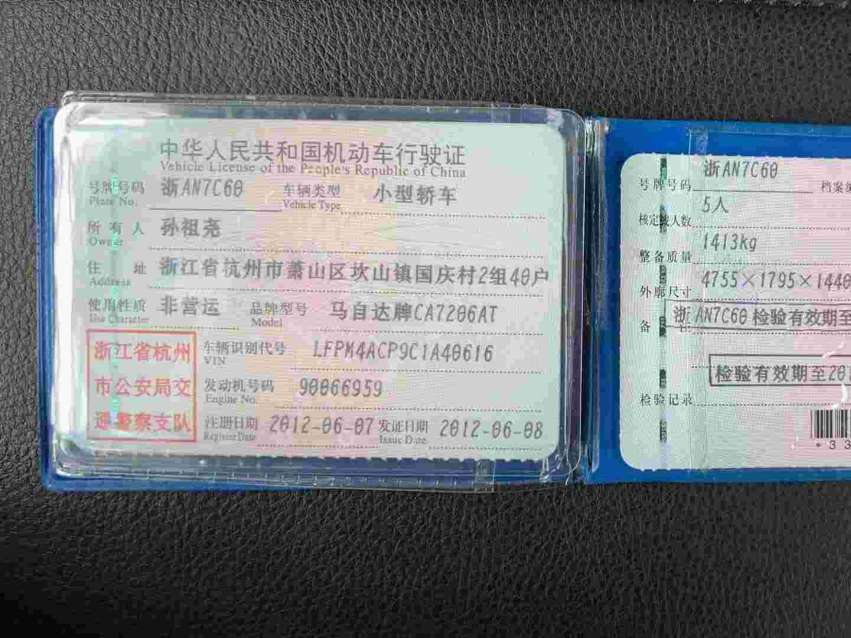 中华人民共和国机动车行驶证
Vehicle License of the People's Republic of China
号牌号码 浙AN7C60 车辆类型 小型轿车
Plate No. Vehicle Type
所有人 孙祖尧
Owner
住址 浙江省杭州市萧山区坎山镇国庆村2组40户
Address
使用性质 非营运 品牌型号 马自达牌CA7206AT
Use Character Model
浙江省杭州
市公安局交
通警察支队
车辆识别代号 LFPM4ACP9C1A40616
VIN
发动机号码 90066959
Engine No.
注册日期 2012-06-07 发证日期 2012-06-08
Register Date Issue Date
号牌号码 浙AN7C60 档案编
核定载人数 5人
整备质量 1413kg
外廓尺寸 4755×1795×1440
备注 浙AN7C60 检验有效期至
检验有效期至201
检验记录
*33